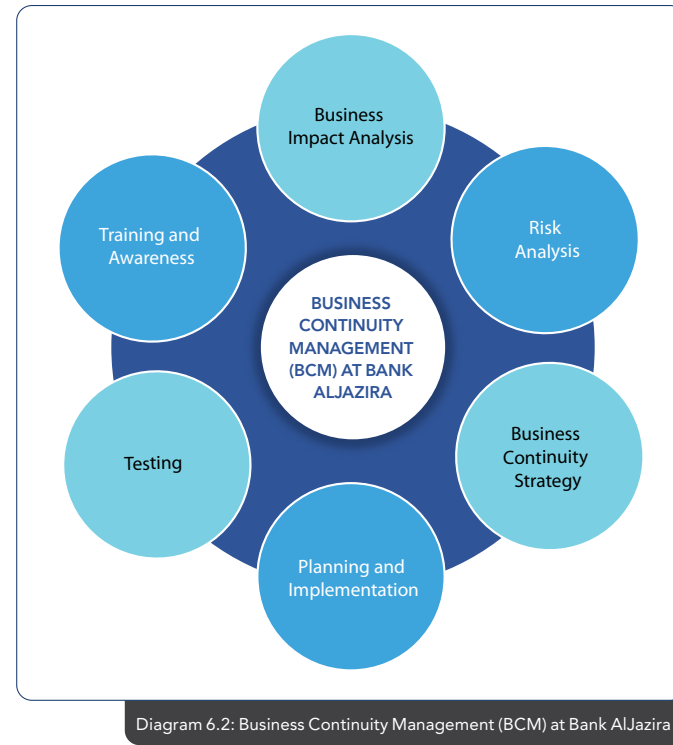 Business
Impact Analysis
Risk
Analysis
Business
Continuity
Strategy
Planning and
Implementation
Testing
Training and
Awareness
BUSINESS
CONTINUITY
MANAGEMENT
(BCM) AT BANK
ALJAZIRA
Diagram 6.2: Business Continuity Management (BCM) at Bank AlJazira